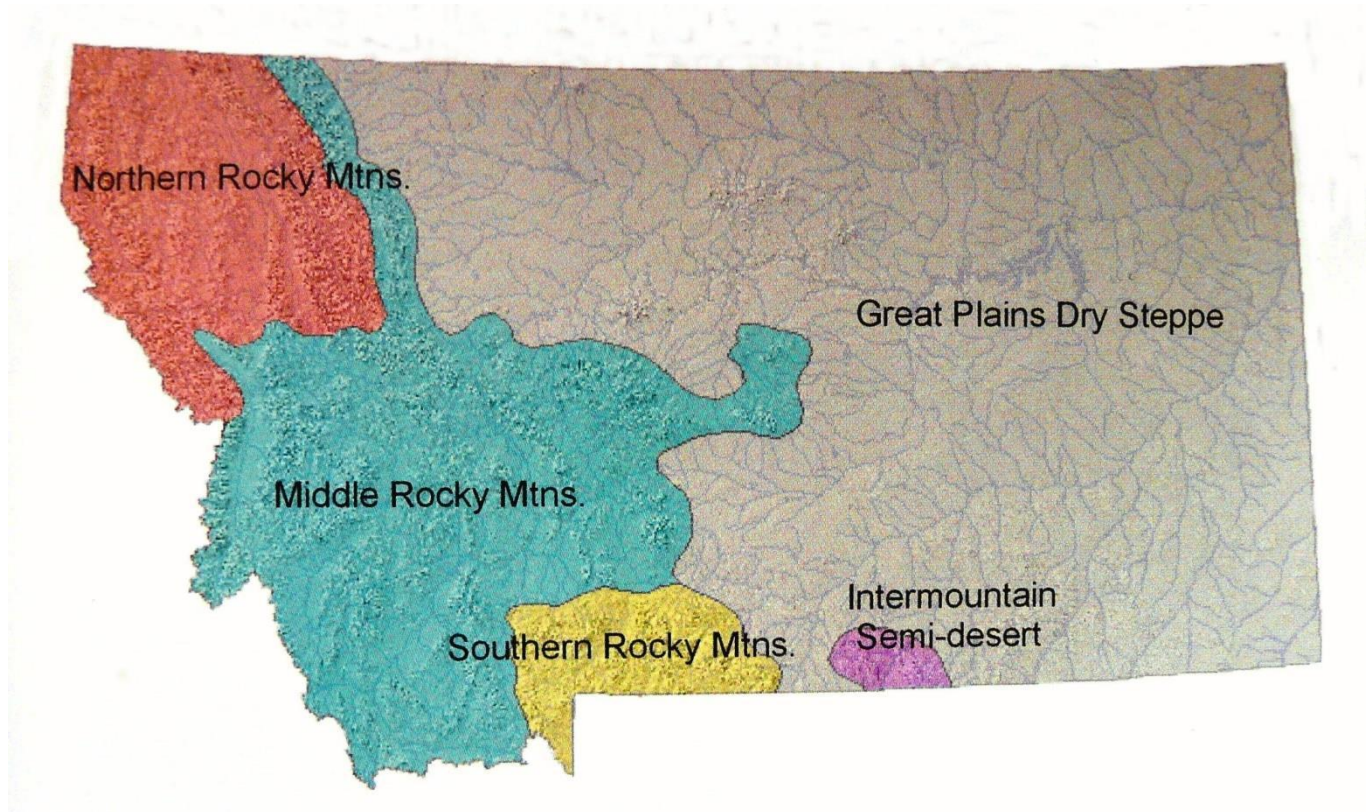 Northern Rocky Mtns.
Great Plains Dry Steppe
Middle Rocky Mtns.
Intermountain
Semi-desert
Southern Rocky Mtns.